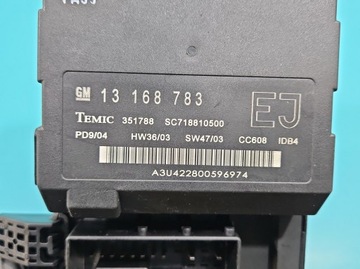 GM 13 168 783 EJ
TEMIC 351788 SC718810500
PD9/04 HW36/03 SW47/03 CC608 IDB4
A3U422800596974